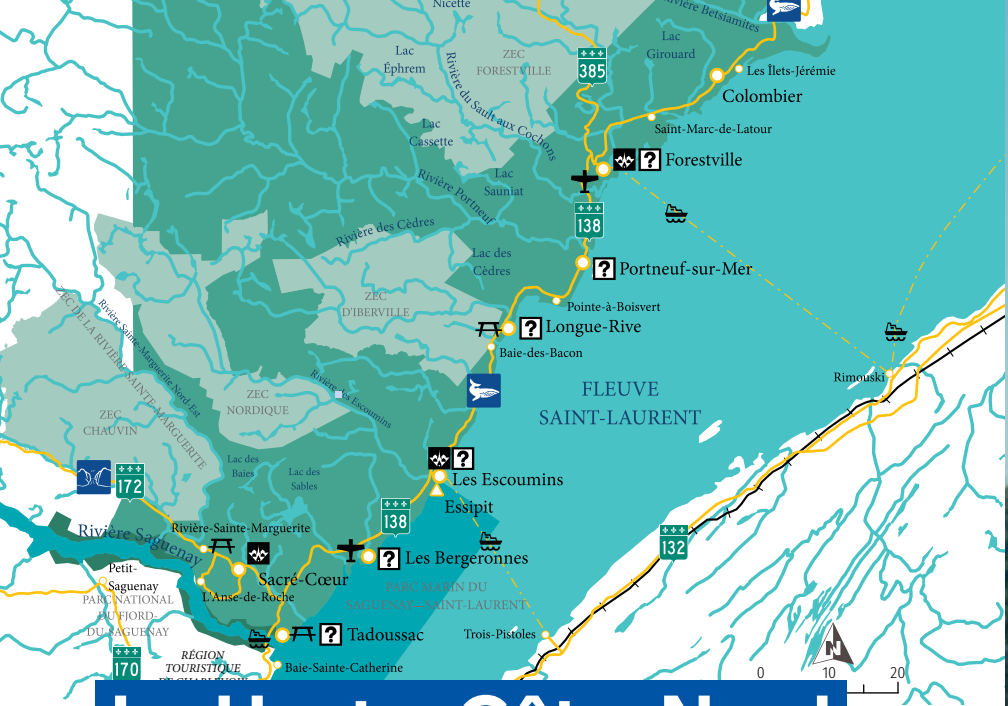 Nicette
Rivière Betsiamites
Lac
Girouard
Lac
Éphrem
ZEC
FORESTVILLE
385
Les Îlets-Jérémie
Colombier
Rivière du Sault aux Cochons
Lac
Cassette
Saint-Marc-de-Latour
? Forestville
Lac
Sauniat
Rivière Portneuf
138
Rivière des Cèdres
Lac des
Cèdres
? Portneuf-sur-Mer
ZEC
D'IBERVILLE
Pointe-à-Boisvert
? Longue-Rive
Baie-des-Bacon
ZEC DE LA RIVIÈRE SAINTE-MARGUERITE
Rivière Sainte-Marguerite Nord-Est
Rimouski
FLEUVE
SAINT-LAURENT
ZEC
NORDIQUE
Rivière des Escoumins
ZEC
CHAUVIN
Lac des
Baies
Lac des
Sables
?
172
Les Escoumins
Essipit
138
Rivière Saguenay
Rivière-Sainte-Marguerite
132
? Les Bergeronnes
Petit-
Saguenay
Sacré-Cœur
L'Anse-de-Roche
PARC MARIN DU
SAGUENAY—SAINT-LAURENT
PARC NATIONAL
DU FJORD-
DU-SAGUENAY
? Tadoussac
Trois-Pistoles
170
RÉGION
TOURISTIQUE
DE CHARLEVOIX
Baie-Sainte-Catherine
N
0 10 20